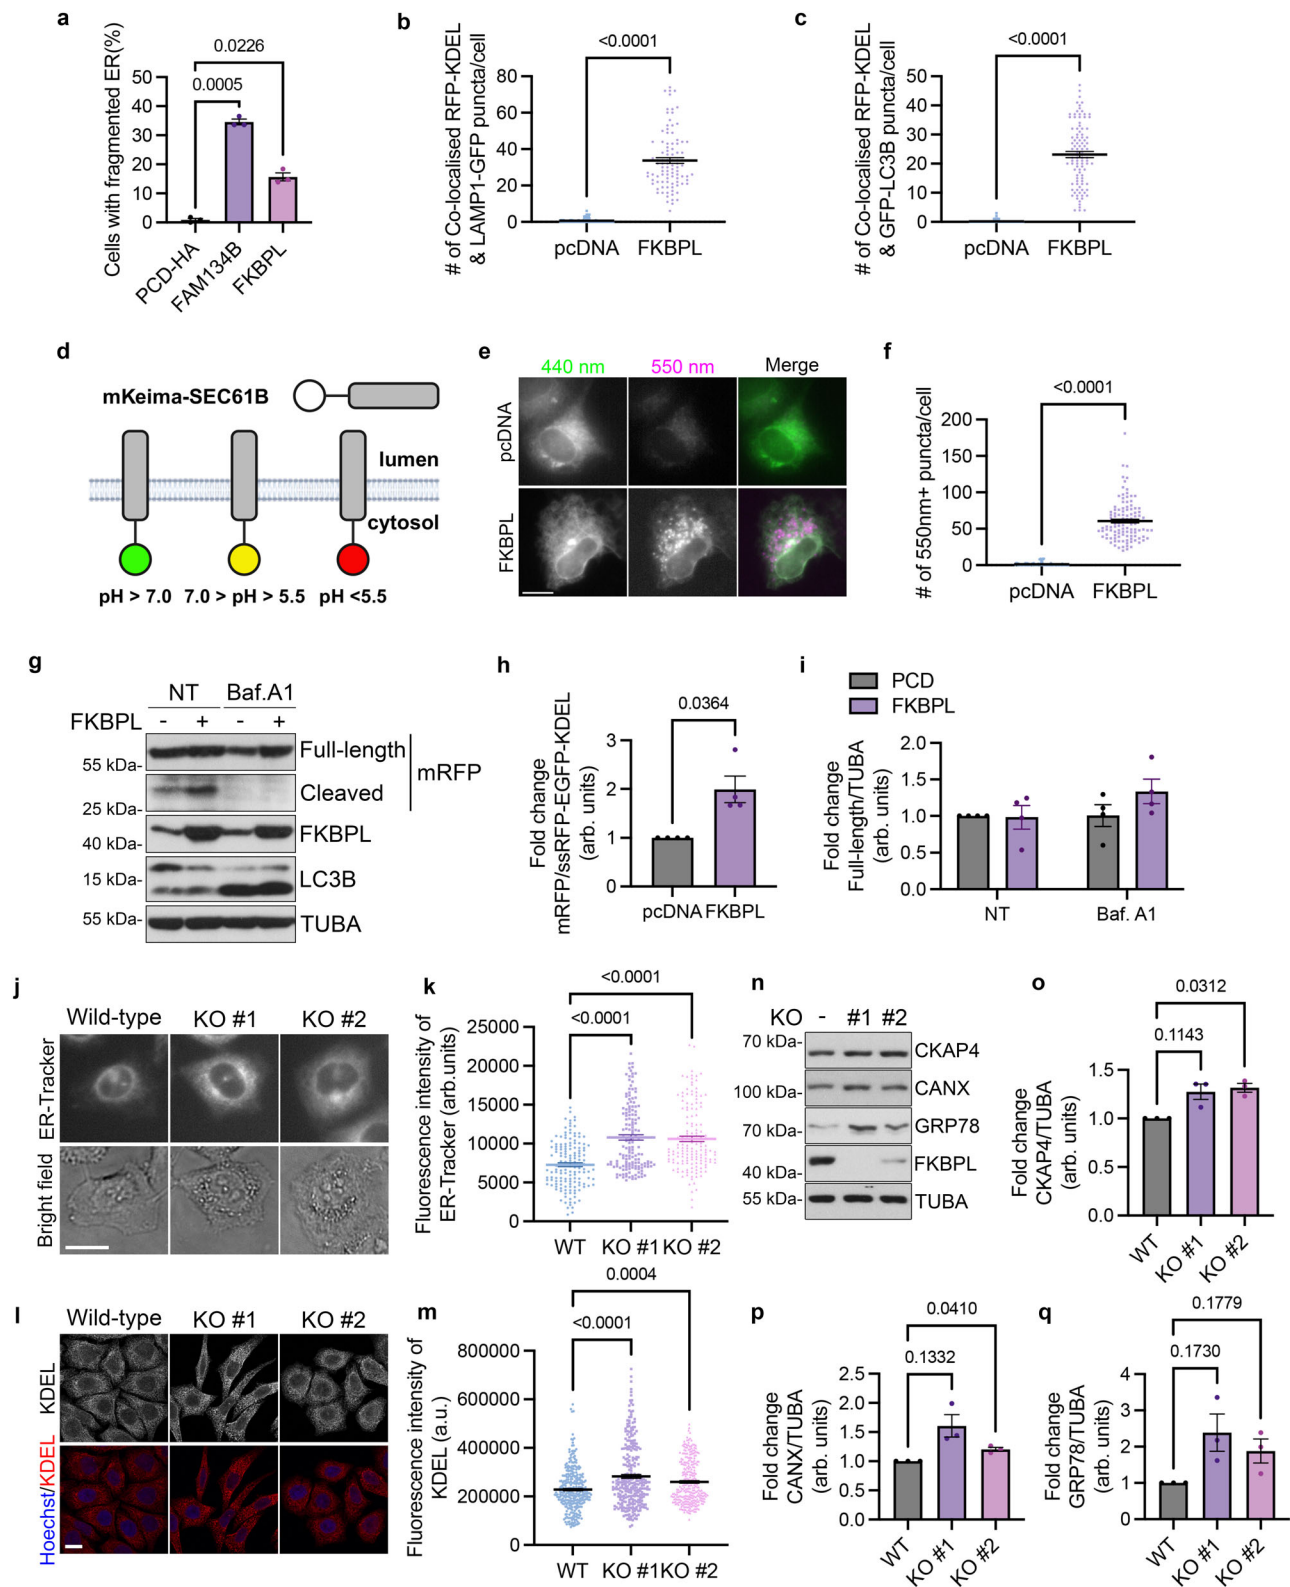 a
Cells with fragmented ER(%)
50
40
30
20
10
0
0.0226
0.0005
PCD-HA
FAM134B
FKBPL
b
# of Co-localised RFP-KDEL
& LAMP1-GFP puncta/cell
80
60
40
20
0
<0.0001
pcDNA
FKBPL
c
# of Co-localised RFP-KDEL
& GFP-LC3B puncta/cell
50
40
30
20
10
0
<0.0001
pcDNA
FKBPL
d
mKeima-SEC61B
lumen
cytosol
pH > 7.0
7.0 > pH > 5.5
pH <5.5
e
440 nm
550 nm
Merge
pcDNA
FKBPL
f
# of 550nm+ puncta/cell
200
150
100
50
0
<0.0001
pcDNA
FKBPL
g
NT
Baf.A1
FKBPL
- + - +
55 kDa-
Full-length
mRFP
25 kDa-
Cleaved
40 kDa-
FKBPL
15 kDa-
LC3B
55 kDa-
TUBA
h
Fold change
mRFP/ssRFP-EGFP-KDEL
(arb. units)
3
2
1
0
0.0364
pcDNA
FKBPL
i
PCD
FKBPL
Fold change
Full-length/TUBA
(arb. units)
2.0
1.5
1.0
0.5
0.0
NT
Baf. A1
j
Wild-type
KO #1
KO #2
ER-Tracker
Bright field
k
Fluorescence intensity of
ER-Tracker (arb.units)
25000
20000
15000
10000
5000
0
<0.0001
<0.0001
WT
KO #1
KO #2
l
Wild-type
KO #1
KO #2
KDEL
Hoechst/KDEL
m
Fluorescence intensity of
KDEL (a.u.)
800000
600000
400000
200000
0
0.0004
<0.0001
WT
KO #1
KO #2
n
KO - #1 #2
70 kDa-
CKAP4
100 kDa-
CANX
70 kDa-
GRP78
40 kDa-
FKBPL
55 kDa-
TUBA
o
Fold change
CKAP4/TUBA
(arb. units)
1.5
1.0
0.5
0.0
0.0312
0.1143
WT
KO #1
KO #2
p
Fold change
CANX/TUBA
(arb. units)
2.5
2.0
1.5
1.0
0.5
0.0
0.0410
0.1332
WT
KO #1
KO #2
q
Fold change
GRP78/TUBA
(arb. units)
4
3
2
1
0
0.1779
0.1730
WT
KO #1
KO #2